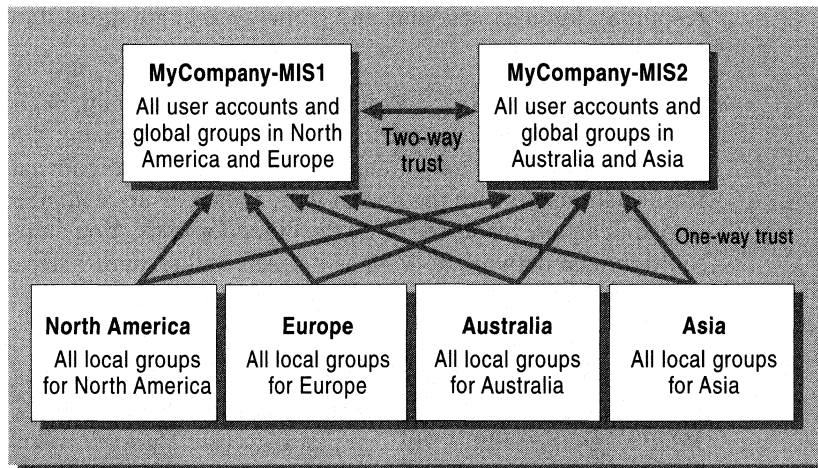 MyCompany-MIS1
All user accounts and
global groups in North
America and Europe
Two-way
trust
MyCompany-MIS2
All user accounts and
global groups in
Australia and Asia
One-way trust
North America
All local groups
for North America
Europe
All local groups
for Europe
Australia
All local groups
for Australia
Asia
All local groups
for Asia